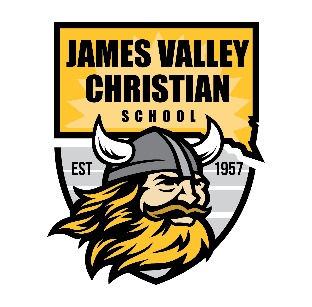 JAMES VALLEY
CHRISTIAN
SCHOOL
EST 1957